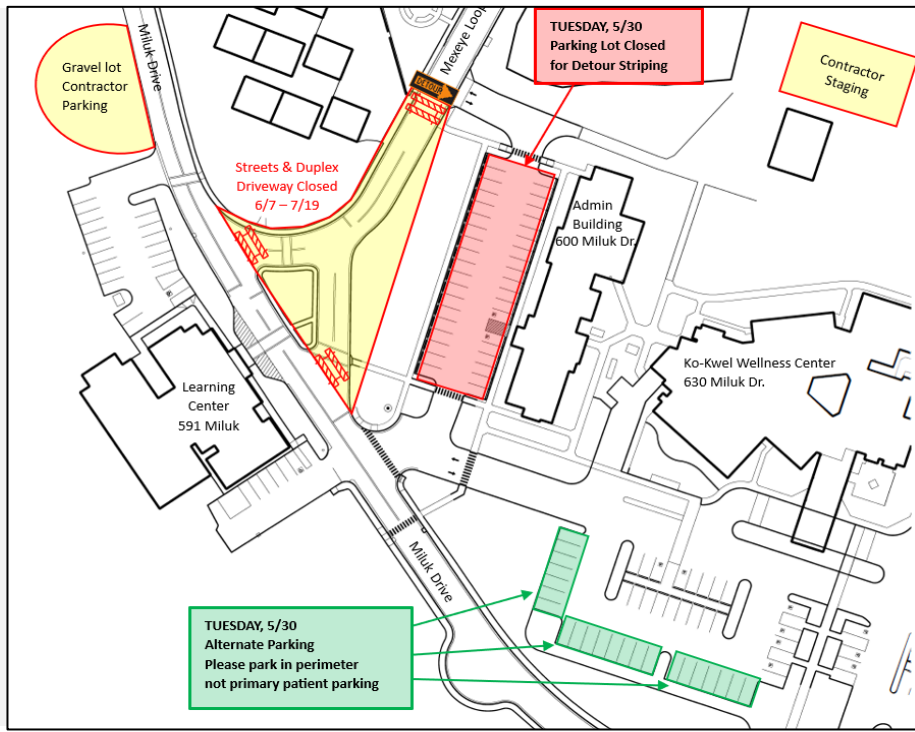 Miluk Drive
Gravel lot
Contractor
Parking
Mexeye Loop
DETOUR
TUESDAY, 5/30
Parking Lot Closed
for Detour Striping
Contractor
Staging
Streets & Duplex
Driveway Closed
6/7 – 7/19
Admin
Building
600 Miluk Dr.
Ko-Kwel Wellness Center
630 Miluk Dr.
Learning
Center
591 Miluk
Miluk Drive
TUESDAY, 5/30
Alternate Parking
Please park in perimeter
not primary patient parking